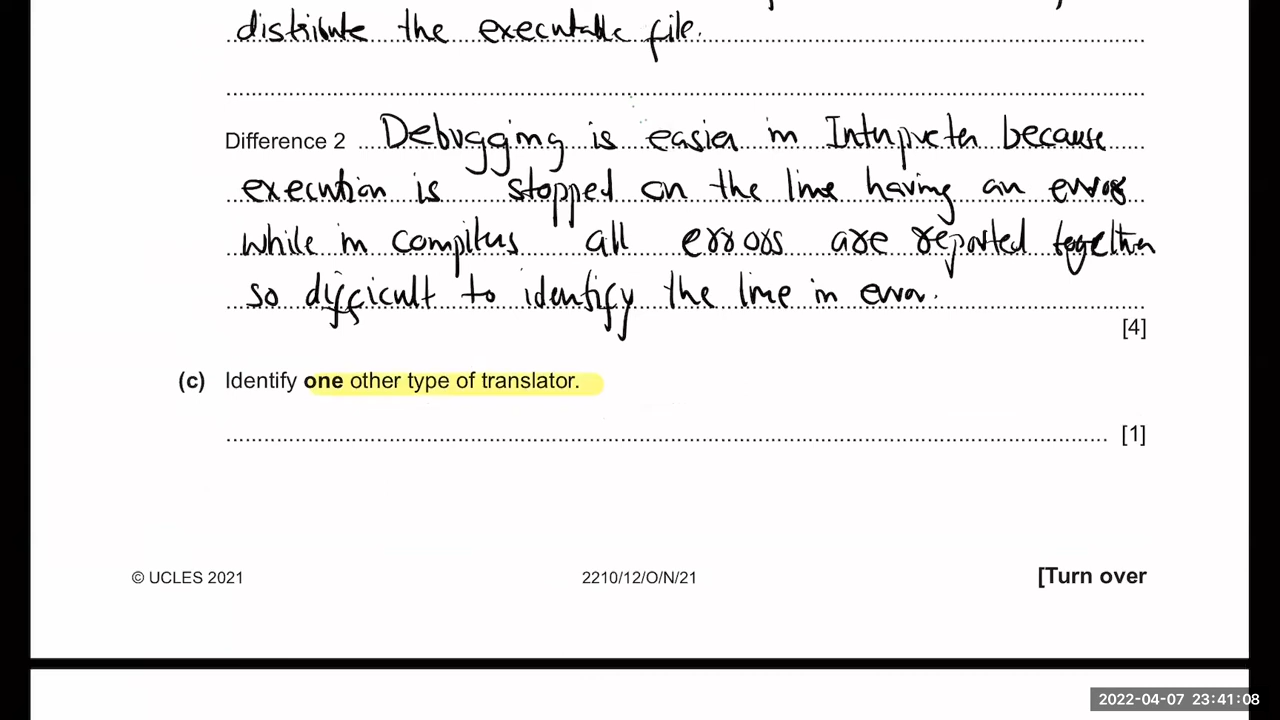 distribute the executable file.
Difference 2 Debugging is easier in Interpreter because
execution is stopped on the line having an error
while in compilers all errors are reported together
so difficult to identify the line in error.
[4]
(c) Identify one other type of translator.
[1]
© UCLES 2021 2210/12/O/N/21 [Turn over
2022-04-07 23:41:08